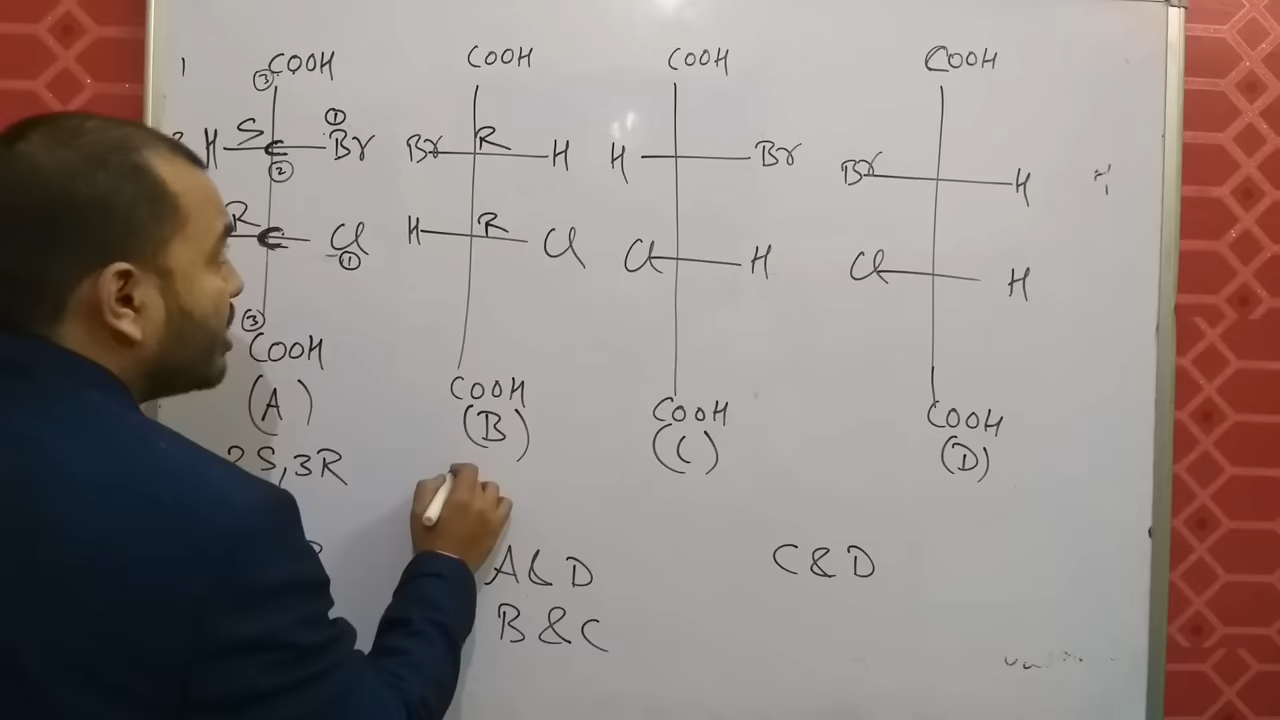 1 COOH COOH COOH COOH
③
①
H S C Br Br R H H Br Br H H
②
R C Cl H R Cl Cl H Cl H
①
③
COOH COOH COOH COOH
(A) (B) (C) (D)
2S,3R
A & D C & D
B & C